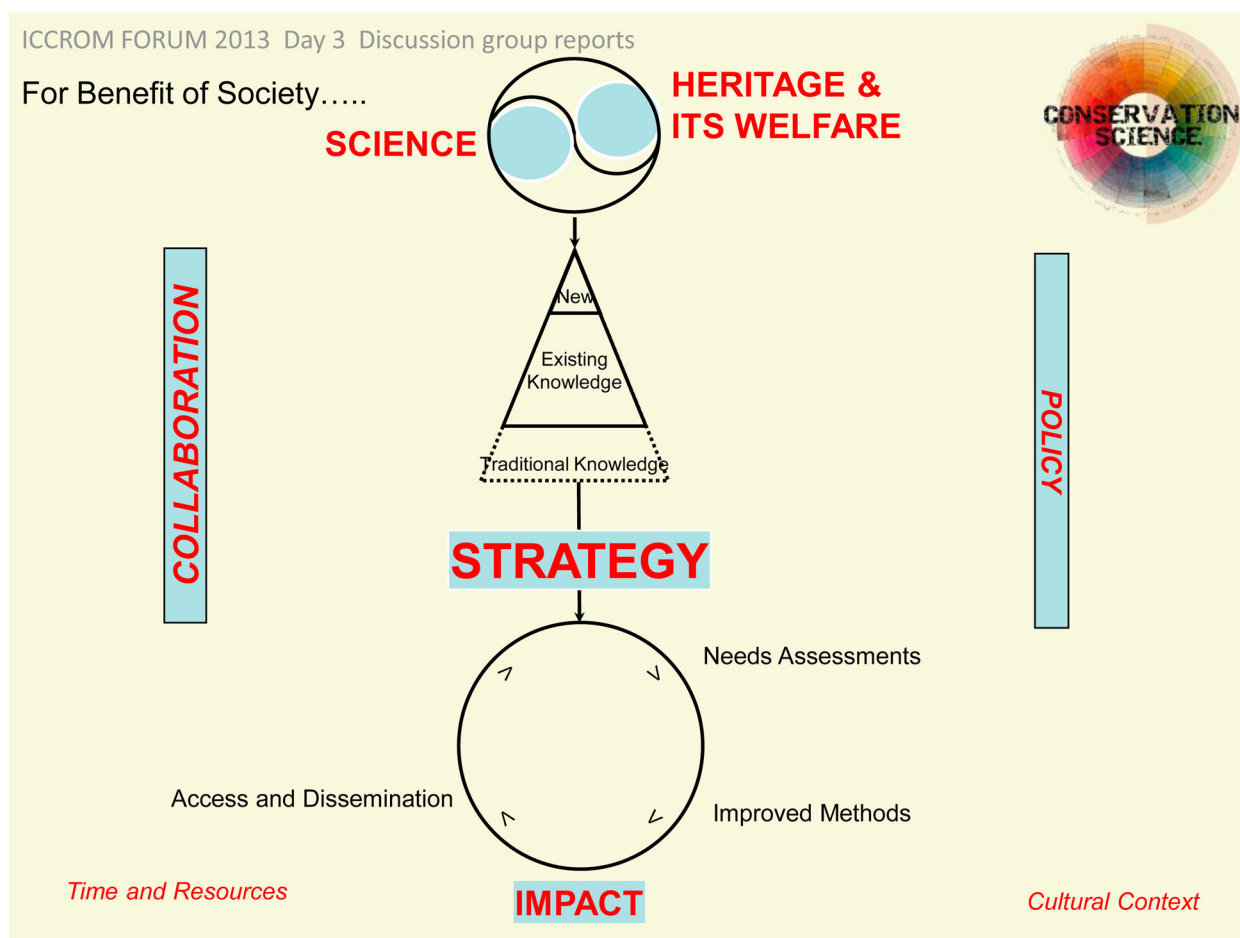 ICCROM FORUM 2013 Day 3 Discussion group reports
For Benefit of Society…..
SCIENCE
HERITAGE &
ITS WELFARE
CONSERVATION
SCIENCE
New
Existing
Knowledge
Traditional Knowledge
COLLABORATION
POLICY
STRATEGY
Needs Assessments
Access and Dissemination
Improved Methods
Time and Resources
IMPACT
Cultural Context